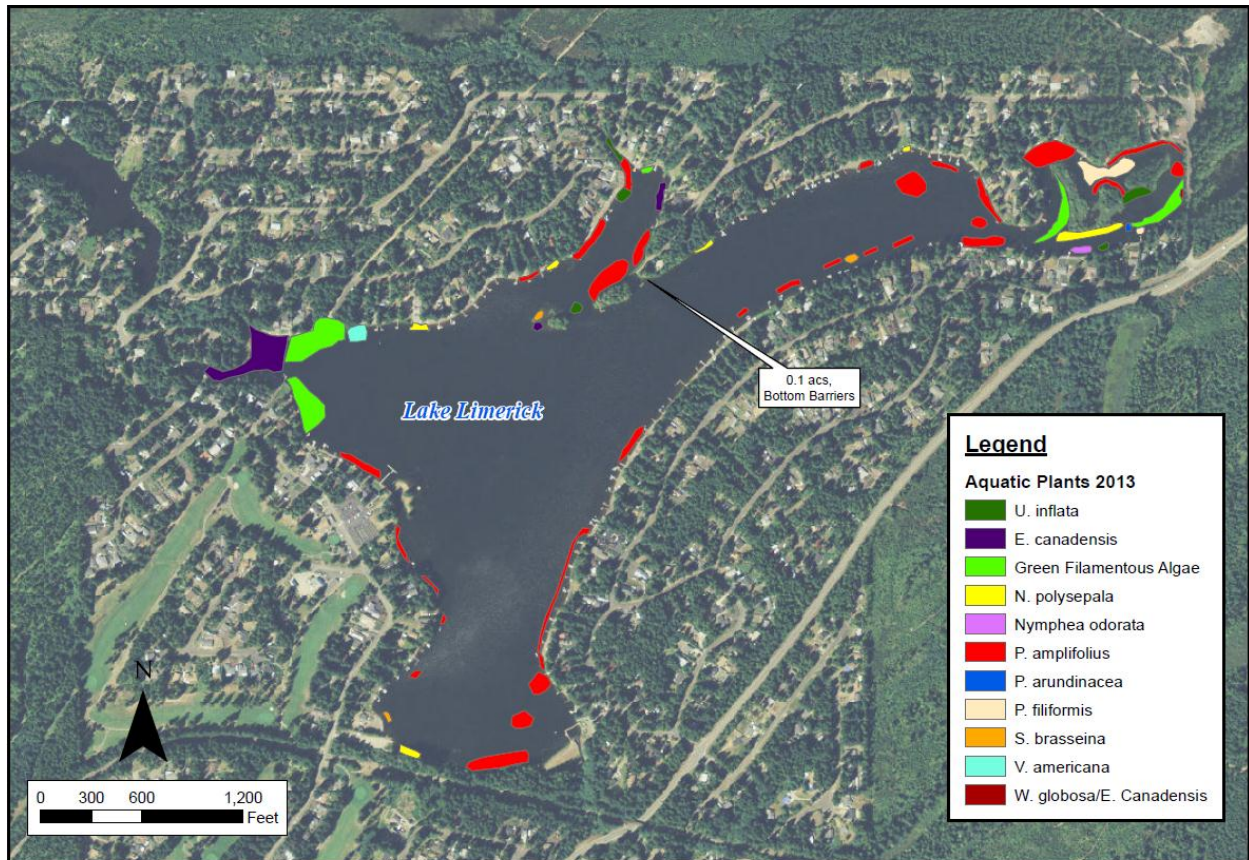 Lake Limerick
0.1 acs,
Bottom Barriers
Legend
Aquatic Plants 2013
U. inflata
E. canadensis
Green Filamentous Algae
N. polysepala
Nymphea odorata
P. amplifolius
P. arundinacea
P. filiformis
S. brasseina
V. americana
W. globosa/E. Canadensis
N
0 300 600 1,200
Feet